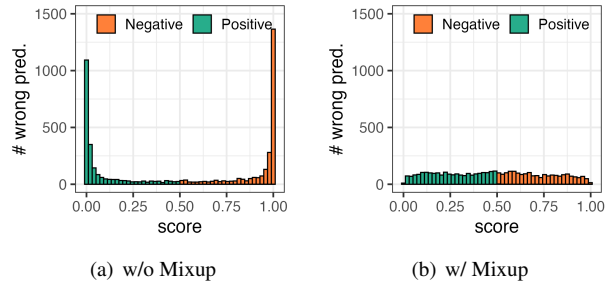 1500
1000
500
0
# wrong pred.
Negative Positive
0.00 0.25 0.50 0.75 1.00
score
(a) w/o Mixup
1500
1000
500
0
# wrong pred.
Negative Positive
0.00 0.25 0.50 0.75 1.00
score
(b) w/ Mixup